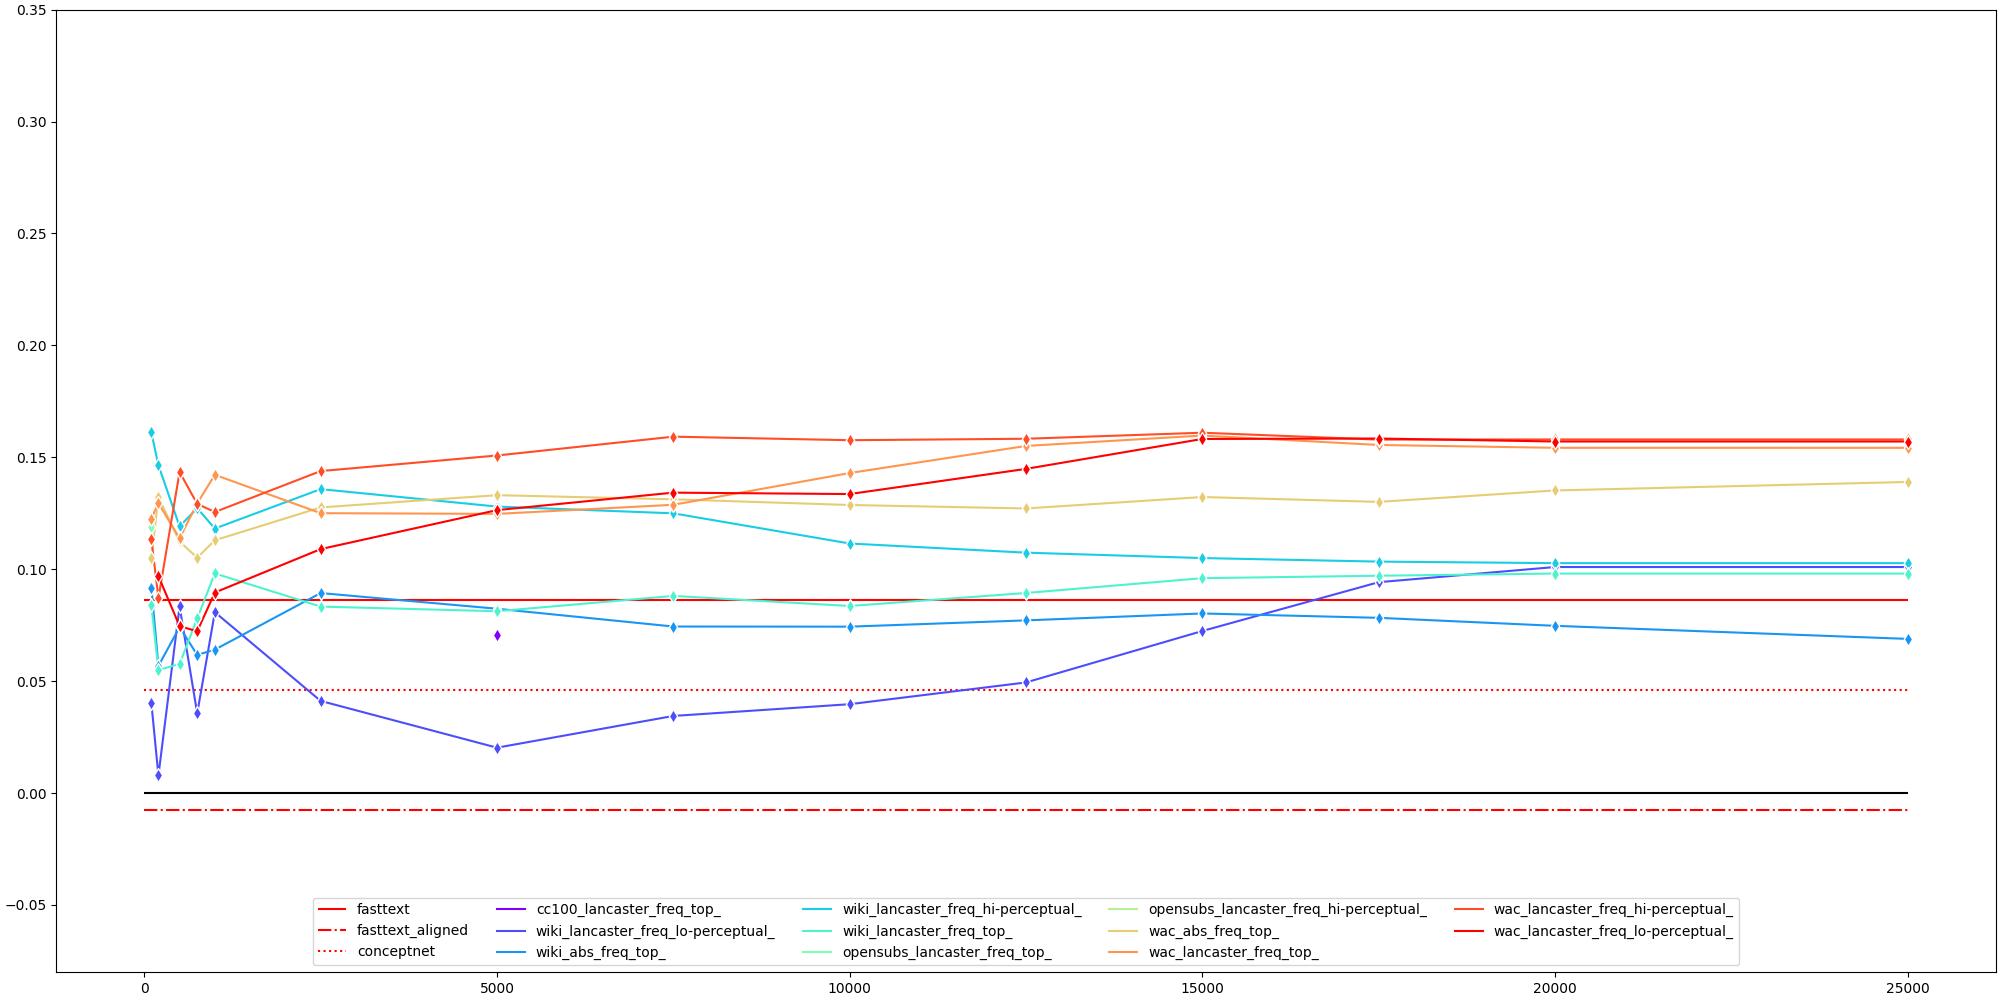 0.35
0.30
0.25
0.20
0.15
0.10
0.05
0.00
−0.05
fasttext
fasttext_aligned
conceptnet
cc100_lancaster_freq_top_
wiki_lancaster_freq_lo-perceptual_
wiki_abs_freq_top_
wiki_lancaster_freq_hi-perceptual_
wiki_lancaster_freq_top_
opensubs_lancaster_freq_top_
opensubs_lancaster_freq_hi-perceptual_
wac_abs_freq_top_
wac_lancaster_freq_top_
wac_lancaster_freq_hi-perceptual_
wac_lancaster_freq_lo-perceptual_
0 5000 10000 15000 20000 25000